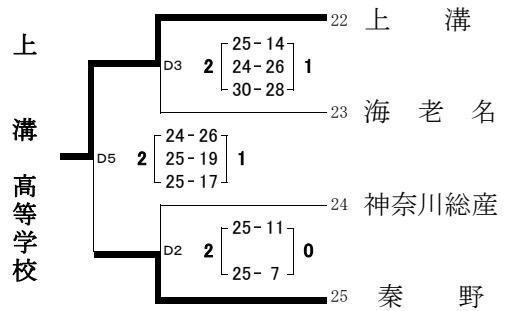 上溝高等学校
22 上溝
D3 2 25-14 1
24-26
30-28
23 海老名
D5 2 24-26 1
25-19
25-17
24 神奈川総産
D2 2 25-11 0
25-7
25 秦野